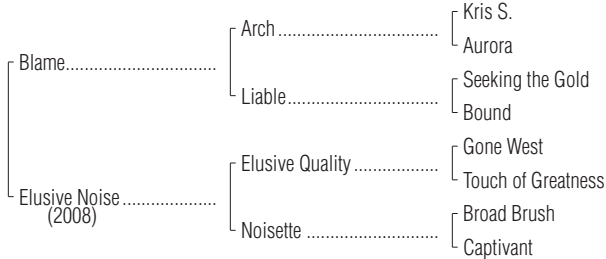 Kris S.
Arch
Aurora
Blame
Seeking the Gold
Liable
Bound
Gone West
Elusive Quality
Touch of Greatness
Elusive Noise
(2008)
Broad Brush
Noisette
Captivant